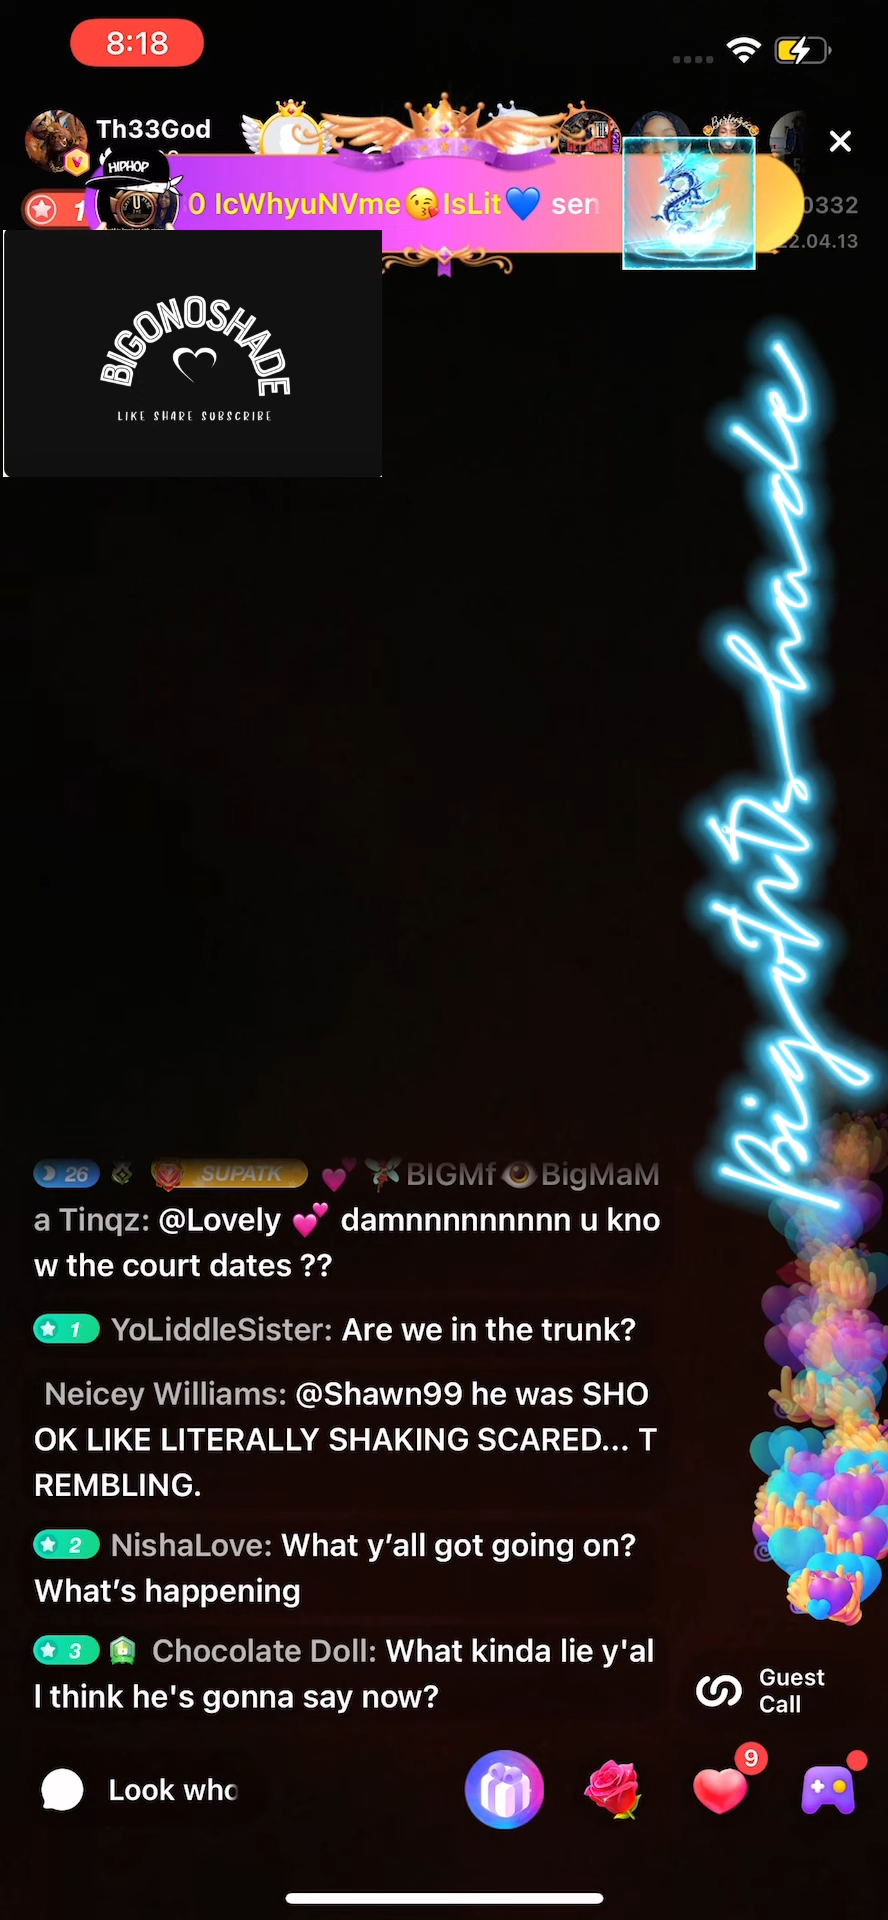 8:18
Th33God
HIPHOP
1
0 IcWhyuNVme😘IsLit💙 sen
0332
2.04.13
BIGONOSHADE
LIKE SHARE SUBSCRIBE
26 SUPATK 💕 🧚 BIGMf👁BigMaM
a Tinqz: @Lovely 💕 damnnnnnnnnn u kno
w the court dates ??
1 YoLiddleSister: Are we in the trunk?
Neicey Williams: @Shawn99 he was SHO
OK LIKE LITERALLY SHAKING SCARED... T
REMBLING.
2 NishaLove: What y’all got going on?
What’s happening
3 Chocolate Doll: What kinda lie y'al
l think he's gonna say now?
Guest
Call
Look who
9